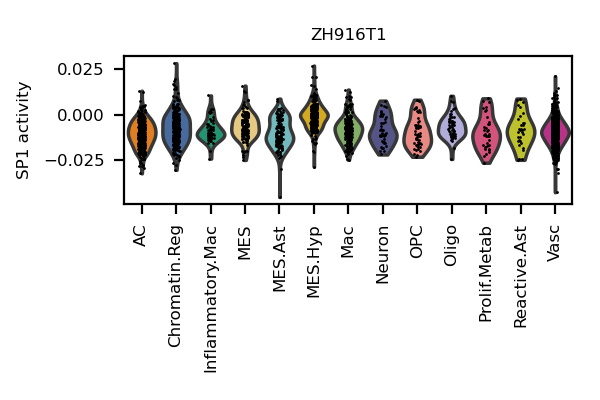 ZH916T1
SP1 activity
0.025
0.000
−0.025
AC
Chromatin.Reg
Inflammatory.Mac
MES
MES.Ast
MES.Hyp
Mac
Neuron
OPC
Oligo
Prolif.Metab
Reactive.Ast
Vasc